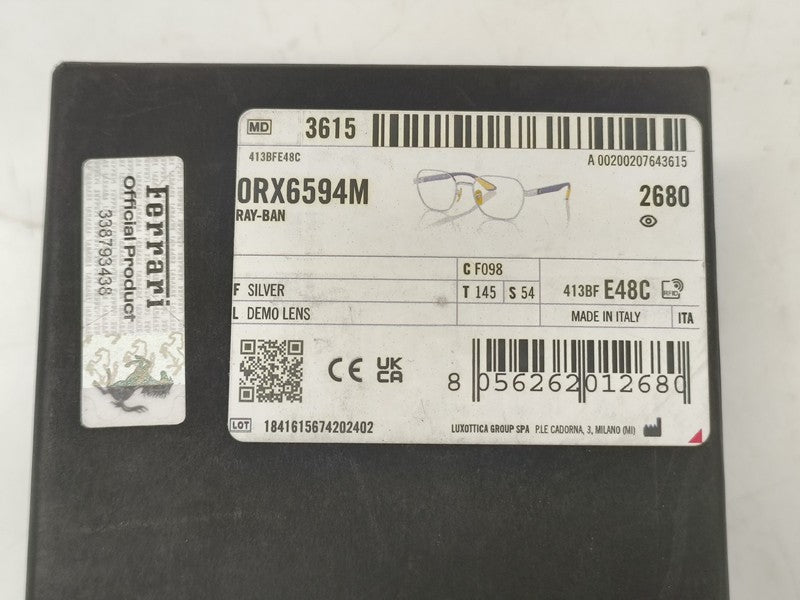 Ferrari
Official Product
338793438
MD 3615
413BFE48C
A 00200207643615
0RX6594M
RAY-BAN
2680
C F098
F SILVER
T 145 S 54
413BF E48C RFID
L DEMO LENS
MADE IN ITALY ITA
CE UKCA
8 056262 012680
LOT 1841615674202402
LUXOTTICA GROUP SPA P.LE CADORNA, 3, MILANO (MI)